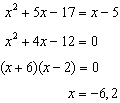 x² + 5x − 17 = x − 5
x² + 4x − 12 = 0
(x + 6)(x − 2) = 0
x = −6, 2